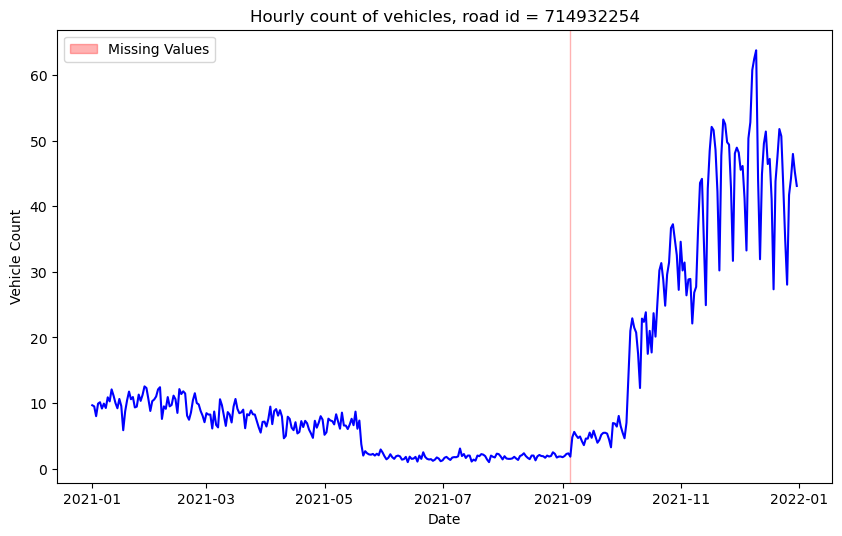 Hourly count of vehicles, road id = 714932254
Missing Values
Vehicle Count
60
50
40
30
20
10
0
2021-01 2021-03 2021-05 2021-07 2021-09 2021-11 2022-01
Date